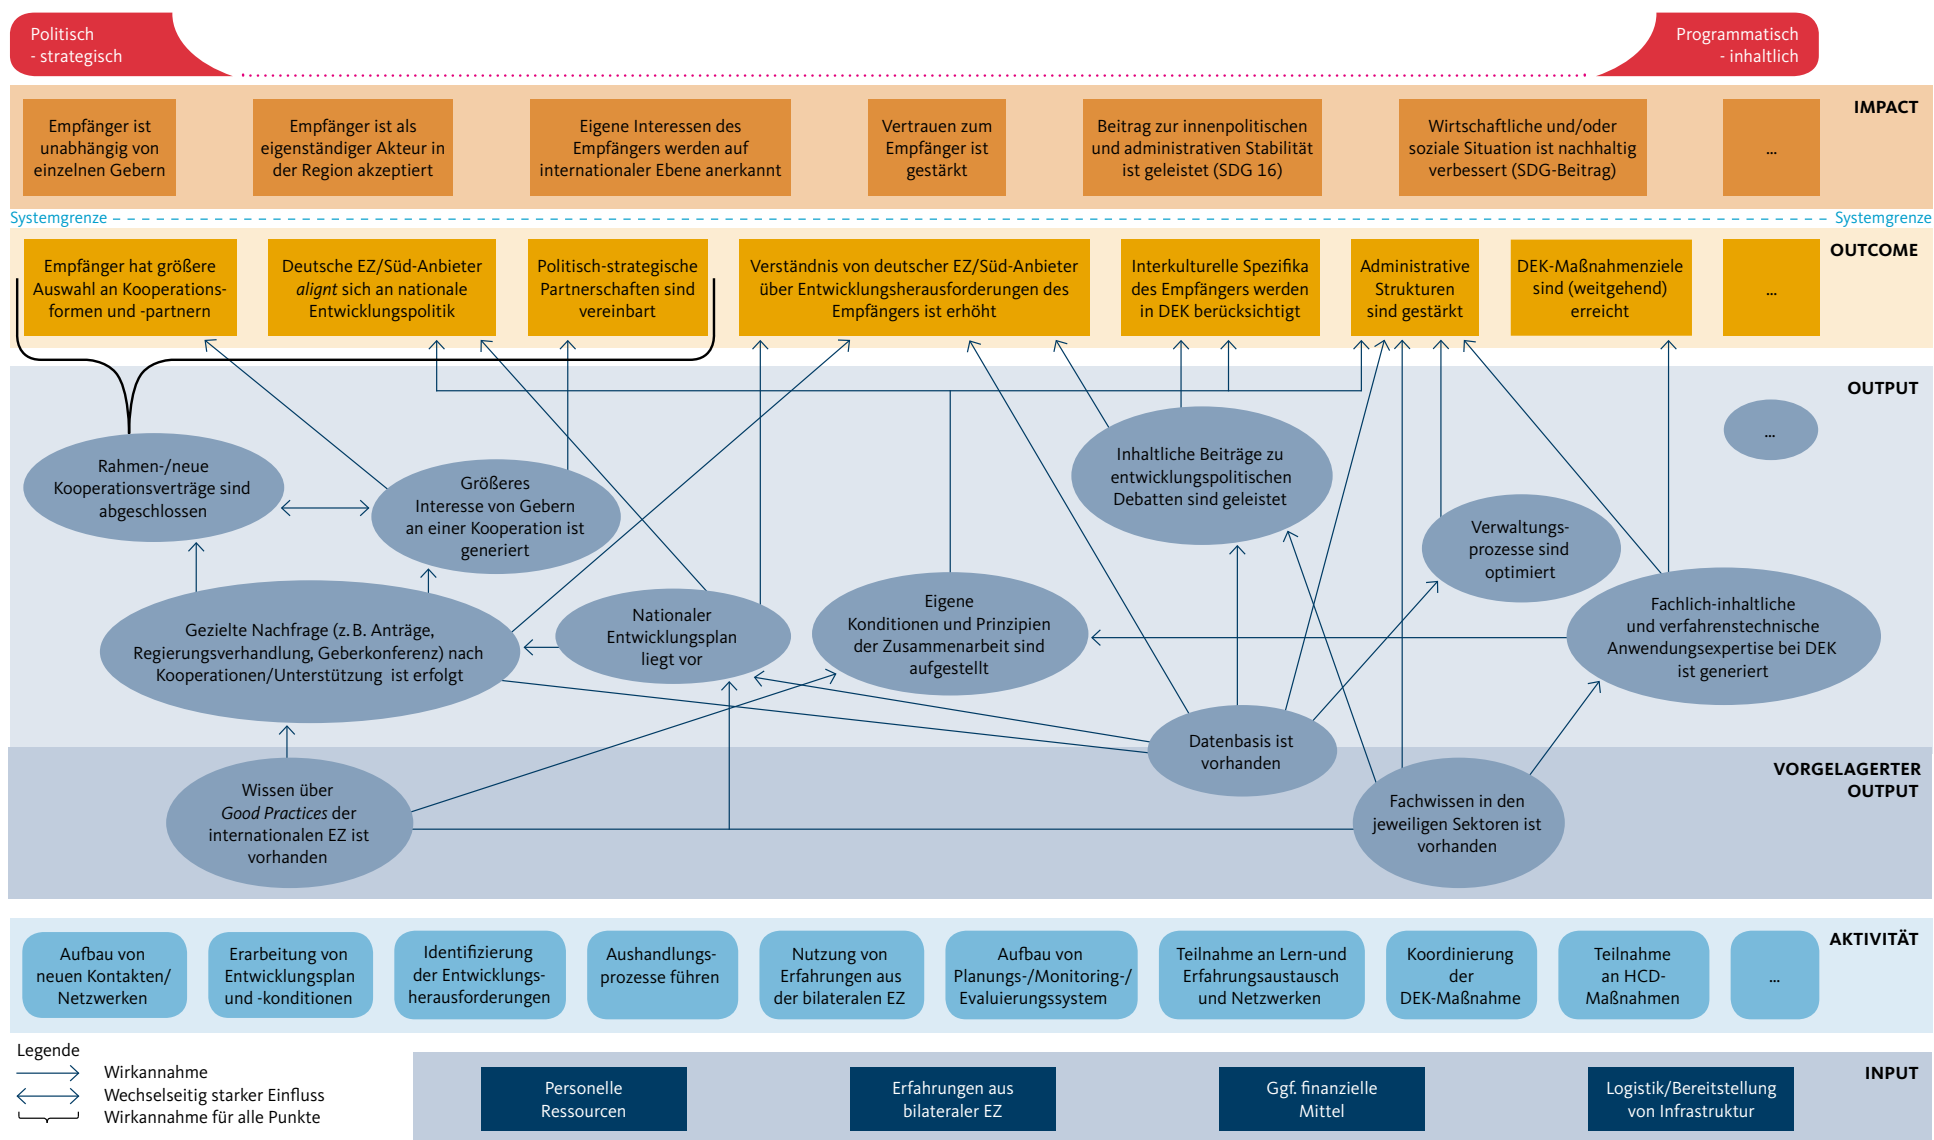 Politisch
- strategisch
Programmatisch
- inhaltlich
IMPACT
Empfänger ist
unabhängig von
einzelnen Gebern
Empfänger ist als
eigenständiger Akteur in
der Region akzeptiert
Eigene Interessen des
Empfängers werden auf
internationaler Ebene anerkannt
Vertrauen zum
Empfänger ist
gestärkt
Beitrag zur innenpolitischen
und administrativen Stabilität
ist geleistet (SDG 16)
Wirtschaftliche und/oder
soziale Situation ist nachhaltig
verbessert (SDG-Beitrag)
...
Systemgrenze
Systemgrenze
OUTCOME
Empfänger hat größere
Auswahl an Kooperations-
formen und -partnern
Deutsche EZ/Süd-Anbieter
alignt sich an nationale
Entwicklungspolitik
Politisch-strategische
Partnerschaften sind
vereinbart
Verständnis von deutscher EZ/Süd-Anbieter
über Entwicklungsherausforderungen des
Empfängers ist erhöht
Interkulturelle Spezifika
des Empfängers werden
in DEK berücksichtigt
Administrative
Strukturen
sind gestärkt
DEK-Maßnahmenziele
sind (weitgehend)
erreicht
...
OUTPUT
...
Rahmen-/neue
Kooperationsverträge sind
abgeschlossen
Größeres
Interesse von Gebern
an einer Kooperation ist
generiert
Inhaltliche Beiträge zu
entwicklungspolitischen
Debatten sind geleistet
Verwaltungs-
prozesse sind
optimiert
Gezielte Nachfrage (z. B. Anträge,
Regierungsverhandlung, Geberkonferenz) nach
Kooperationen/Unterstützung ist erfolgt
Nationaler
Entwicklungsplan
liegt vor
Eigene
Konditionen und Prinzipien
der Zusammenarbeit sind
aufgestellt
Fachlich-inhaltliche
und verfahrenstechnische
Anwendungsexpertise bei DEK
ist generiert
Datenbasis ist
vorhanden
VORGELAGERTER
OUTPUT
Wissen über
Good Practices der
internationalen EZ ist
vorhanden
Fachwissen in den
jeweiligen Sektoren ist
vorhanden
AKTIVITÄT
Aufbau von
neuen Kontakten/
Netzwerken
Erarbeitung von
Entwicklungsplan
und -konditionen
Identifizierung
der Entwicklungs-
herausforderungen
Aushandlungs-
prozesse führen
Nutzung von
Erfahrungen aus
der bilateralen EZ
Aufbau von
Planungs-/Monitoring-/
Evaluierungssystem
Teilnahme an Lern-und
Erfahrungsaustausch
und Netzwerken
Koordinierung
der
DEK-Maßnahme
Teilnahme
an HCD-
Maßnahmen
...
Legende
Wirkannahme
Wechselseitig starker Einfluss
Wirkannahme für alle Punkte
INPUT
Personelle
Ressourcen
Erfahrungen aus
bilateraler EZ
Ggf. finanzielle
Mittel
Logistik/Bereitstellung
von Infrastruktur